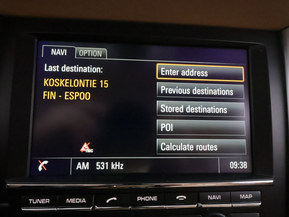 NAVI OPTION
Last destination:
KOSKELONTIE 15
FIN - ESPOO
Enter address
Previous destinations
Stored destinations
POI
Calculate routes
AM 531 kHz
09:38
TUNER MEDIA PHONE NAVI MAP